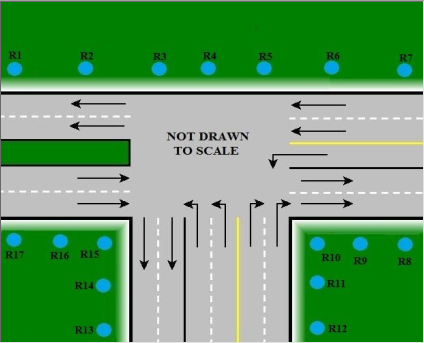 R1 R2 R3 R4 R5 R6 R7
NOT DRAWN
TO SCALE
R17 R16 R15 R10 R9 R8
R14 R11
R13 R12